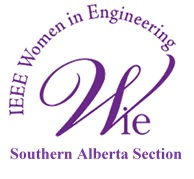 IEEE Women in Engineering
Wie
Southern Alberta Section